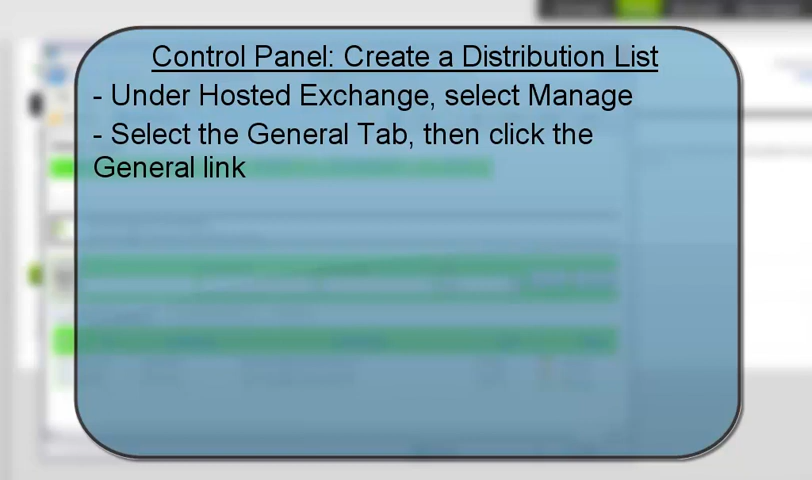 Control Panel: Create a Distribution List
- Under Hosted Exchange, select Manage
- Select the General Tab, then click the
General link